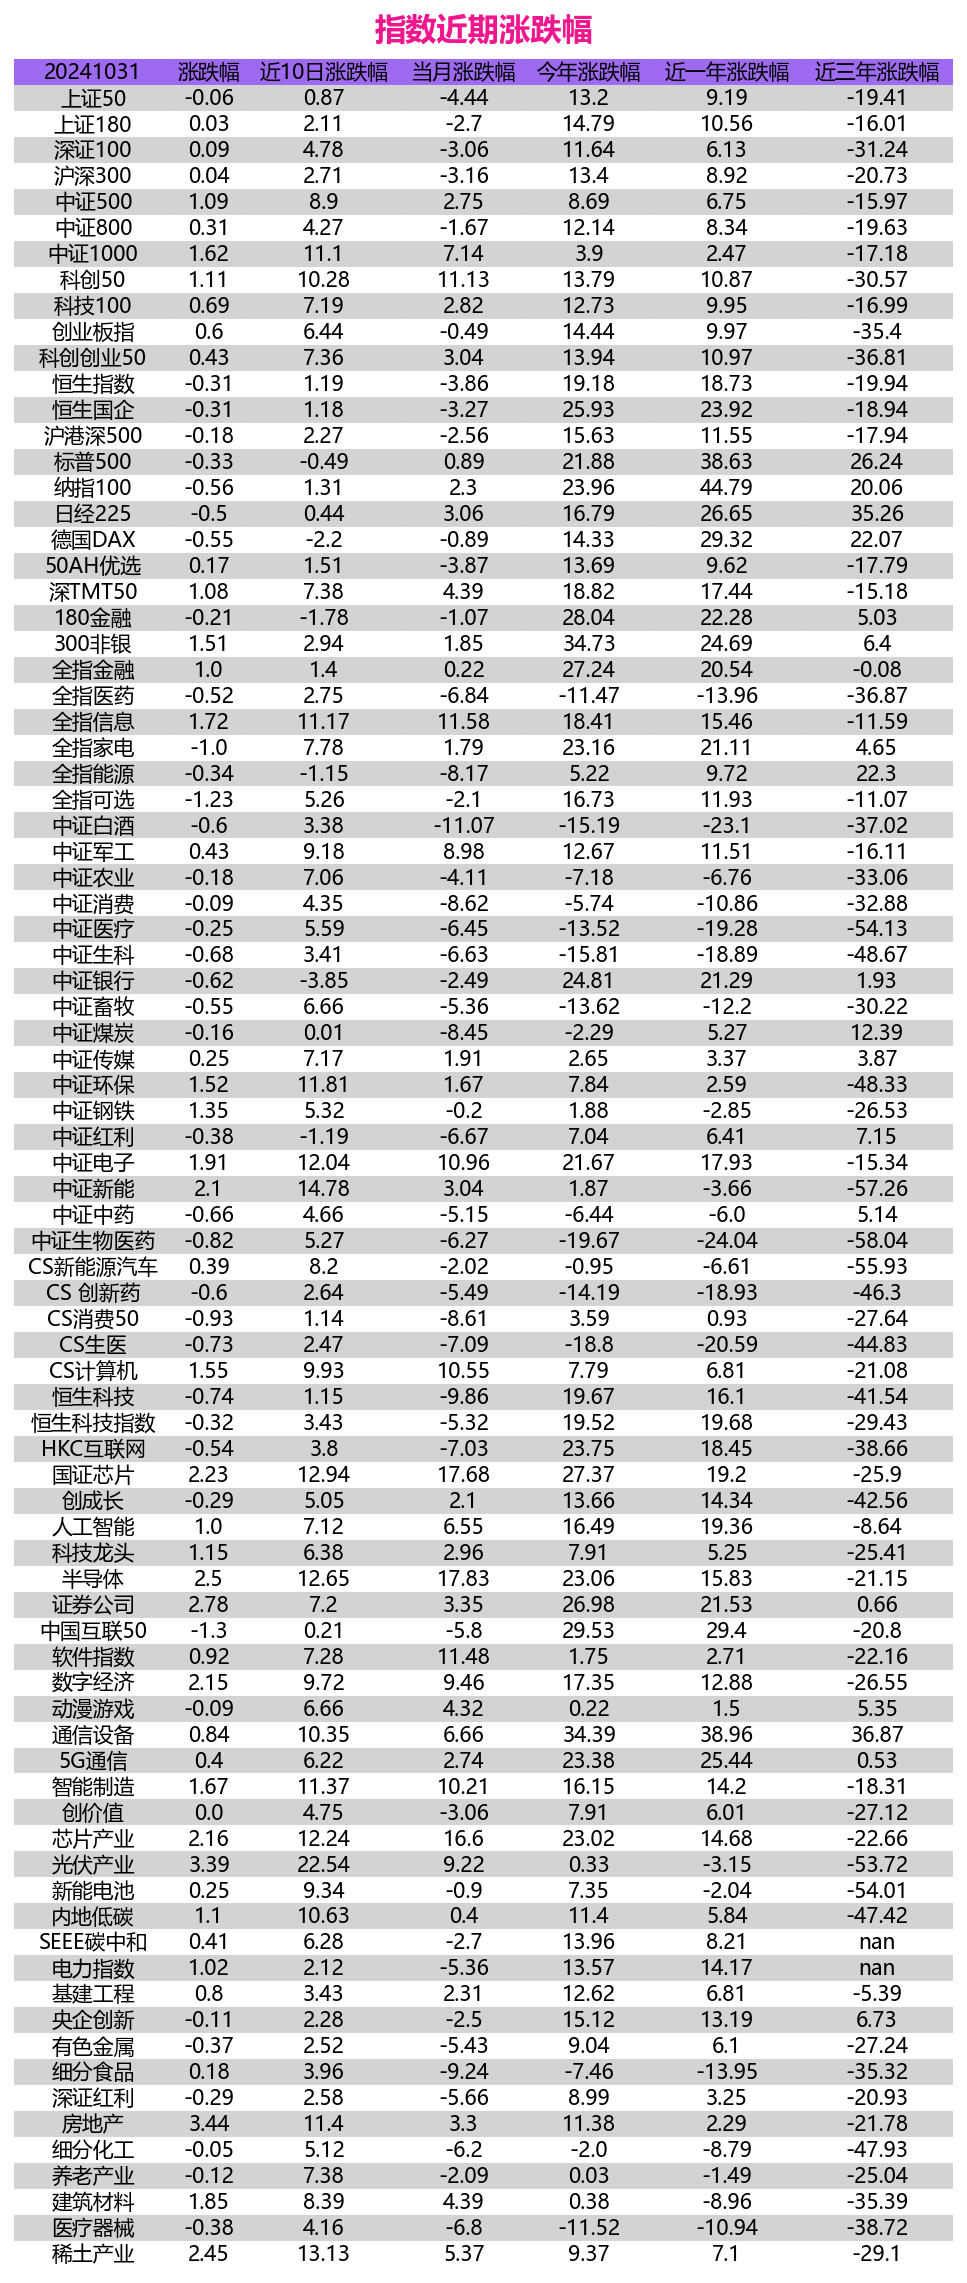 指数近期涨跌幅
20241031 涨跌幅 近10日涨跌幅 当月涨跌幅 今年涨跌幅 近一年涨跌幅 近三年涨跌幅
上证50 -0.06 0.87 -4.44 13.2 9.19 -19.41
上证180 0.03 2.11 -2.7 14.79 10.56 -16.01
深证100 0.09 4.78 -3.06 11.64 6.13 -31.24
沪深300 0.04 2.71 -3.16 13.4 8.92 -20.73
中证500 1.09 8.9 2.75 8.69 6.75 -15.97
中证800 0.31 4.27 -1.67 12.14 8.34 -19.63
中证1000 1.62 11.1 7.14 3.9 2.47 -17.18
科创50 1.11 10.28 11.13 13.79 10.87 -30.57
科技100 0.69 7.19 2.82 12.73 9.95 -16.99
创业板指 0.6 6.44 -0.49 14.44 9.97 -35.4
科创创业50 0.43 7.36 3.04 13.94 10.97 -36.81
恒生指数 -0.31 1.19 -3.86 19.18 18.73 -19.94
恒生国企 -0.31 1.18 -3.27 25.93 23.92 -18.94
沪港深500 -0.18 2.27 -2.56 15.63 11.55 -17.94
标普500 -0.33 -0.49 0.89 21.88 38.63 26.24
纳指100 -0.56 1.31 2.3 23.96 44.79 20.06
日经225 -0.5 0.44 3.06 16.79 26.65 35.26
德国DAX -0.55 -2.2 -0.89 14.33 29.32 22.07
50AH优选 0.17 1.51 -3.87 13.69 9.62 -17.79
深TMT50 1.08 7.38 4.39 18.82 17.44 -15.18
180金融 -0.21 -1.78 -1.07 28.04 22.28 5.03
300非银 1.51 2.94 1.85 34.73 24.69 6.4
全指金融 1.0 1.4 0.22 27.24 20.54 -0.08
全指医药 -0.52 2.75 -6.84 -11.47 -13.96 -36.87
全指信息 1.72 11.17 11.58 18.41 15.46 -11.59
全指家电 -1.0 7.78 1.79 23.16 21.11 4.65
全指能源 -0.34 -1.15 -8.17 5.22 9.72 22.3
全指可选 -1.23 5.26 -2.1 16.73 11.93 -11.07
中证白酒 -0.6 3.38 -11.07 -15.19 -23.1 -37.02
中证军工 0.43 9.18 8.98 12.67 11.51 -16.11
中证农业 -0.18 7.06 -4.11 -7.18 -6.76 -33.06
中证消费 -0.09 4.35 -8.62 -5.74 -10.86 -32.88
中证医疗 -0.25 5.59 -6.45 -13.52 -19.28 -54.13
中证生科 -0.68 3.41 -6.63 -15.81 -18.89 -48.67
中证银行 -0.62 -3.85 -2.49 24.81 21.29 1.93
中证畜牧 -0.55 6.66 -5.36 -13.62 -12.2 -30.22
中证煤炭 -0.16 0.01 -8.45 -2.29 5.27 12.39
中证传媒 0.25 7.17 1.91 2.65 3.37 3.87
中证环保 1.52 11.81 1.67 7.84 2.59 -48.33
中证钢铁 1.35 5.32 -0.2 1.88 -2.85 -26.53
中证红利 -0.38 -1.19 -6.67 7.04 6.41 7.15
中证电子 1.91 12.04 10.96 21.67 17.93 -15.34
中证新能 2.1 14.78 3.04 1.87 -3.66 -57.26
中证中药 -0.66 4.66 -5.15 -6.44 -6.0 5.14
中证生物医药 -0.82 5.27 -6.27 -19.67 -24.04 -58.04
CS新能源汽车 0.39 8.2 -2.02 -0.95 -6.61 -55.93
CS 创新药 -0.6 2.64 -5.49 -14.19 -18.93 -46.3
CS消费50 -0.93 1.14 -8.61 3.59 0.93 -27.64
CS生医 -0.73 2.47 -7.09 -18.8 -20.59 -44.83
CS计算机 1.55 9.93 10.55 7.79 6.81 -21.08
恒生科技 -0.74 1.15 -9.86 19.67 16.1 -41.54
恒生科技指数 -0.32 3.43 -5.32 19.52 19.68 -29.43
HKC互联网 -0.54 3.8 -7.03 23.75 18.45 -38.66
国证芯片 2.23 12.94 17.68 27.37 19.2 -25.9
创成长 -0.29 5.05 2.1 13.66 14.34 -42.56
人工智能 1.0 7.12 6.55 16.49 19.36 -8.64
科技龙头 1.15 6.38 2.96 7.91 5.25 -25.41
半导体 2.5 12.65 17.83 23.06 15.83 -21.15
证券公司 2.78 7.2 3.35 26.98 21.53 0.66
中国互联50 -1.3 0.21 -5.8 29.53 29.4 -20.8
软件指数 0.92 7.28 11.48 1.75 2.71 -22.16
数字经济 2.15 9.72 9.46 17.35 12.88 -26.55
动漫游戏 -0.09 6.66 4.32 0.22 1.5 5.35
通信设备 0.84 10.35 6.66 34.39 38.96 36.87
5G通信 0.4 6.22 2.74 23.38 25.44 0.53
智能制造 1.67 11.37 10.21 16.15 14.2 -18.31
创价值 0.0 4.75 -3.06 7.91 6.01 -27.12
芯片产业 2.16 12.24 16.6 23.02 14.68 -22.66
光伏产业 3.39 22.54 9.22 0.33 -3.15 -53.72
新能电池 0.25 9.34 -0.9 7.35 -2.04 -54.01
内地低碳 1.1 10.63 0.4 11.4 5.84 -47.42
SEEE碳中和 0.41 6.28 -2.7 13.96 8.21 nan
电力指数 1.02 2.12 -5.36 13.57 14.17 nan
基建工程 0.8 3.43 2.31 12.62 6.81 -5.39
央企创新 -0.11 2.28 -2.5 15.12 13.19 6.73
有色金属 -0.37 2.52 -5.43 9.04 6.1 -27.24
细分食品 0.18 3.96 -9.24 -7.46 -13.95 -35.32
深证红利 -0.29 2.58 -5.66 8.99 3.25 -20.93
房地产 3.44 11.4 3.3 11.38 2.29 -21.78
细分化工 -0.05 5.12 -6.2 -2.0 -8.79 -47.93
养老产业 -0.12 7.38 -2.09 0.03 -1.49 -25.04
建筑材料 1.85 8.39 4.39 0.38 -8.96 -35.39
医疗器械 -0.38 4.16 -6.8 -11.52 -10.94 -38.72
稀土产业 2.45 13.13 5.37 9.37 7.1 -29.1